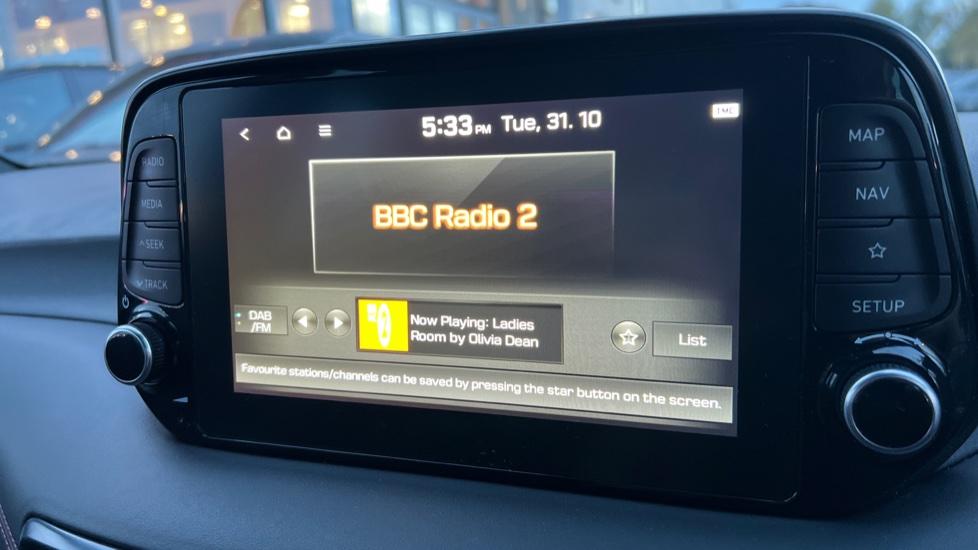 5:33 PM Tue, 31. 10
BBC Radio 2
DAB
/FM
Now Playing: Ladies
Room by Olivia Dean
List
Favourite stations/channels can be saved by pressing the star button on the screen.
RADIO
MEDIA
SEEK
TRACK
MAP
NAV
SETUP